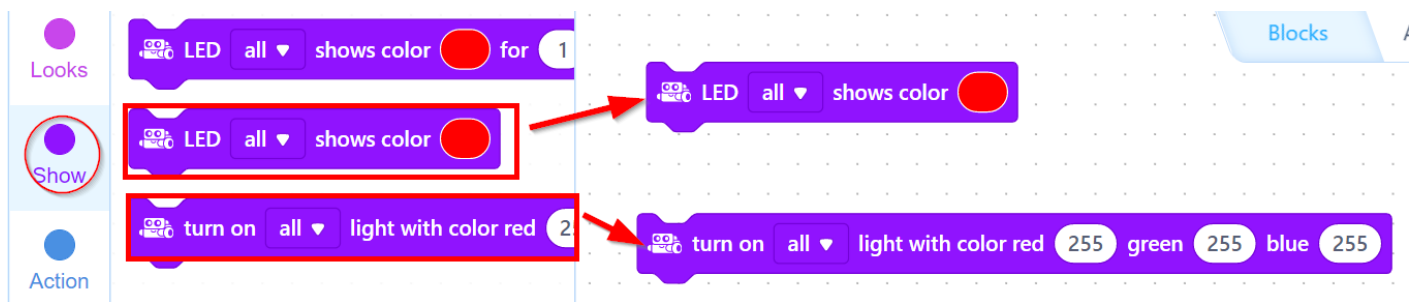 Looks
Show
Action
LED all ▼ shows color for 1
LED all ▼ shows color
turn on all ▼ light with color red 2
Blocks
LED all ▼ shows color
turn on all ▼ light with color red 255 green 255 blue 255